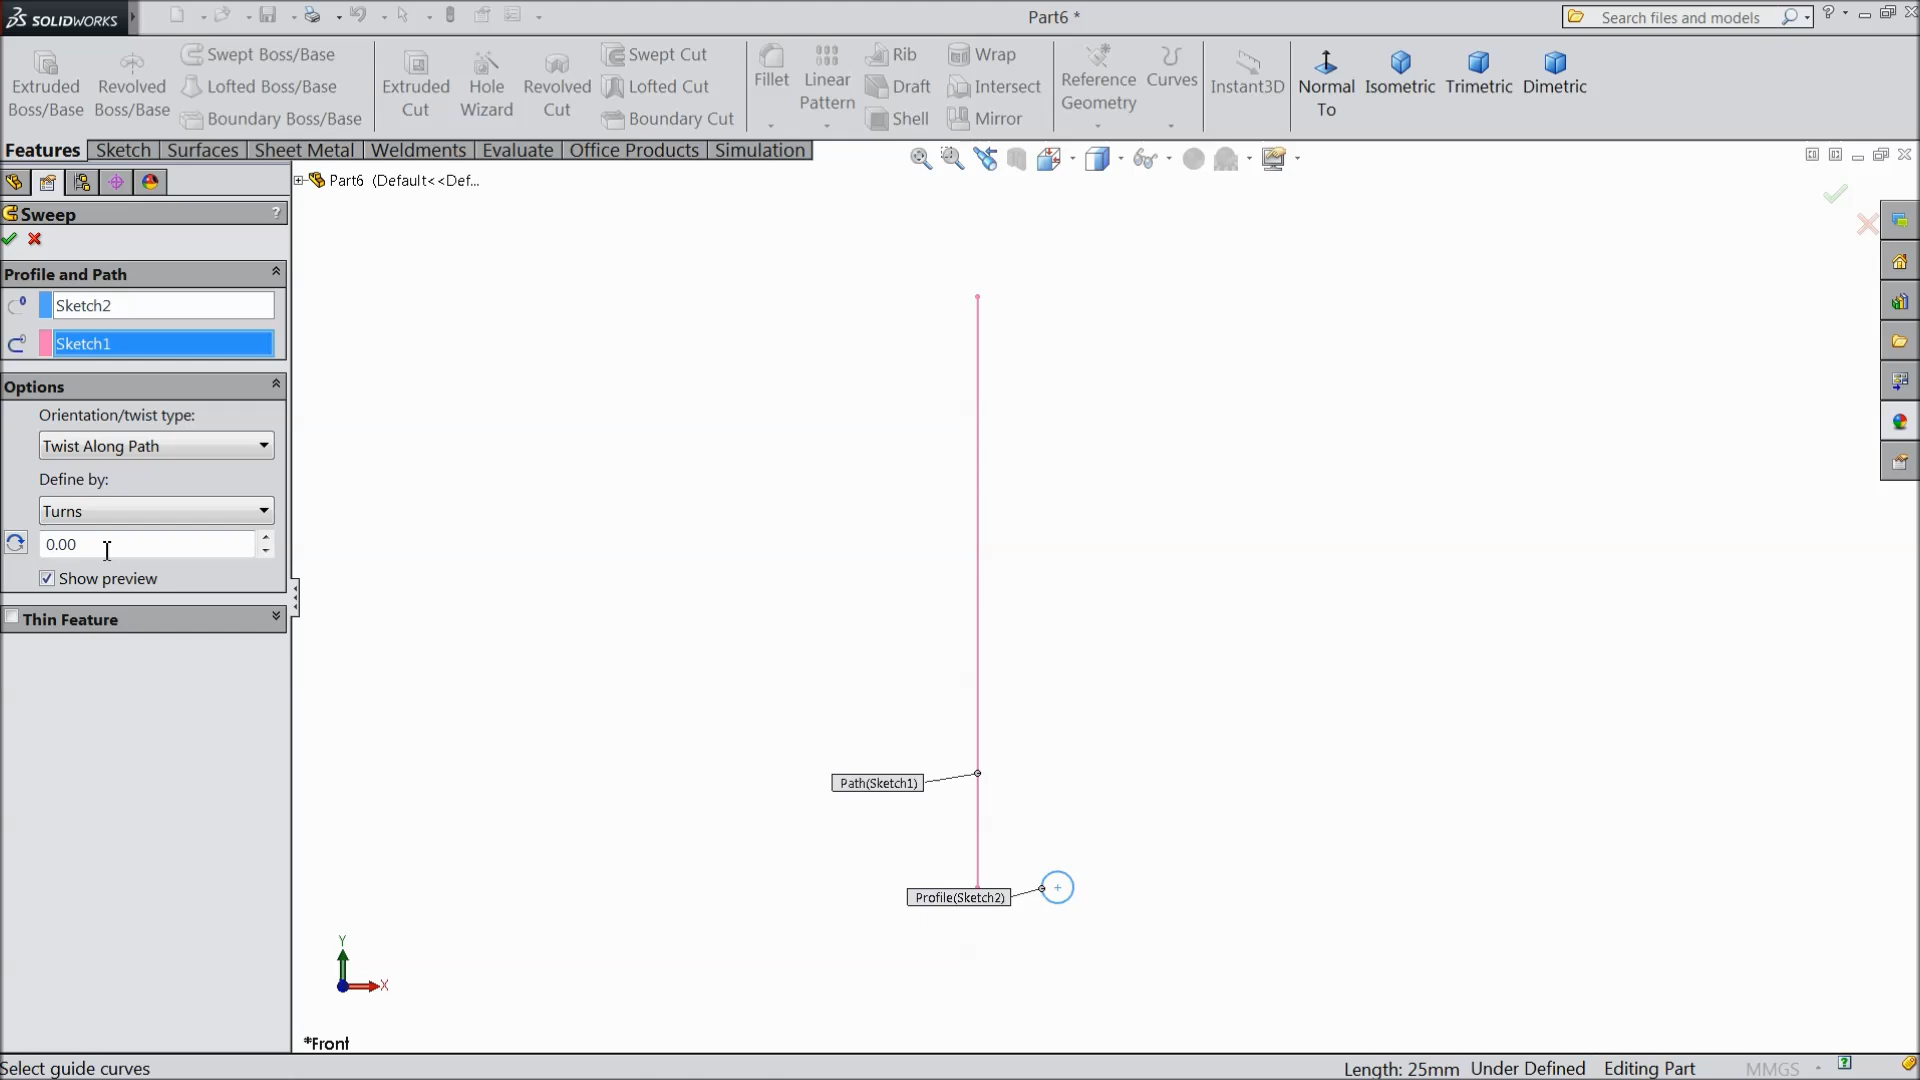 SOLIDWORKS
Part6 *
Search files and models
Extruded Boss/Base
Revolved Boss/Base
Swept Boss/Base
Lofted Boss/Base
Boundary Boss/Base
Extruded Cut
Hole Wizard
Revolved Cut
Swept Cut
Lofted Cut
Boundary Cut
Fillet
Linear Pattern
Rib
Draft
Shell
Wrap
Intersect
Mirror
Reference Geometry
Curves
Instant3D
Normal To
Isometric
Trimetric
Dimetric
Features
Sketch
Surfaces
Sheet Metal
Weldments
Evaluate
Office Products
Simulation
Part6 (Default<<Def...
Sweep
?
Profile and Path
Sketch2
Sketch1
Options
Orientation/twist type:
Twist Along Path
Define by:
Turns
0.00
Show preview
Thin Feature
Path(Sketch1)
Profile(Sketch2)
Y
X
*Front
Select guide curves
Length: 25mm
Under Defined
Editing Part
MMGS